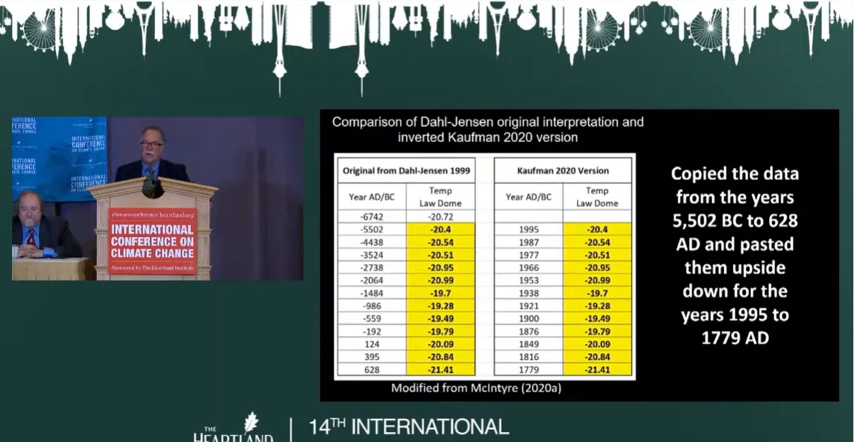 Comparison of Dahl-Jensen original interpretation and
inverted Kaufman 2020 version
Original from Dahl-Jensen 1999
Year AD/BC Temp Law Dome
-6742 -20.72
-5502 -20.4
-4438 -20.54
-3524 -20.51
-2738 -20.95
-2064 -20.99
-1484 -19.7
-986 -19.28
-559 -19.49
-192 -19.79
124 -20.09
395 -20.84
628 -21.41
Kaufman 2020 Version
Year AD/BC Temp Law Dome
1995 -20.4
1987 -20.54
1977 -20.51
1966 -20.95
1953 -20.99
1938 -19.7
1921 -19.28
1900 -19.49
1876 -19.79
1849 -20.09
1816 -20.84
1779 -21.41
Modified from McIntyre (2020a)
Copied the data
from the years
5,502 BC to 628
AD and pasted
them upside
down for the
years 1995 to
1779 AD
INTERNATIONAL
CONFERENCE ON
CLIMATE CHANGE
Sponsored by The Heartland Institute
THE
HEARTLAND
14TH INTERNATIONAL